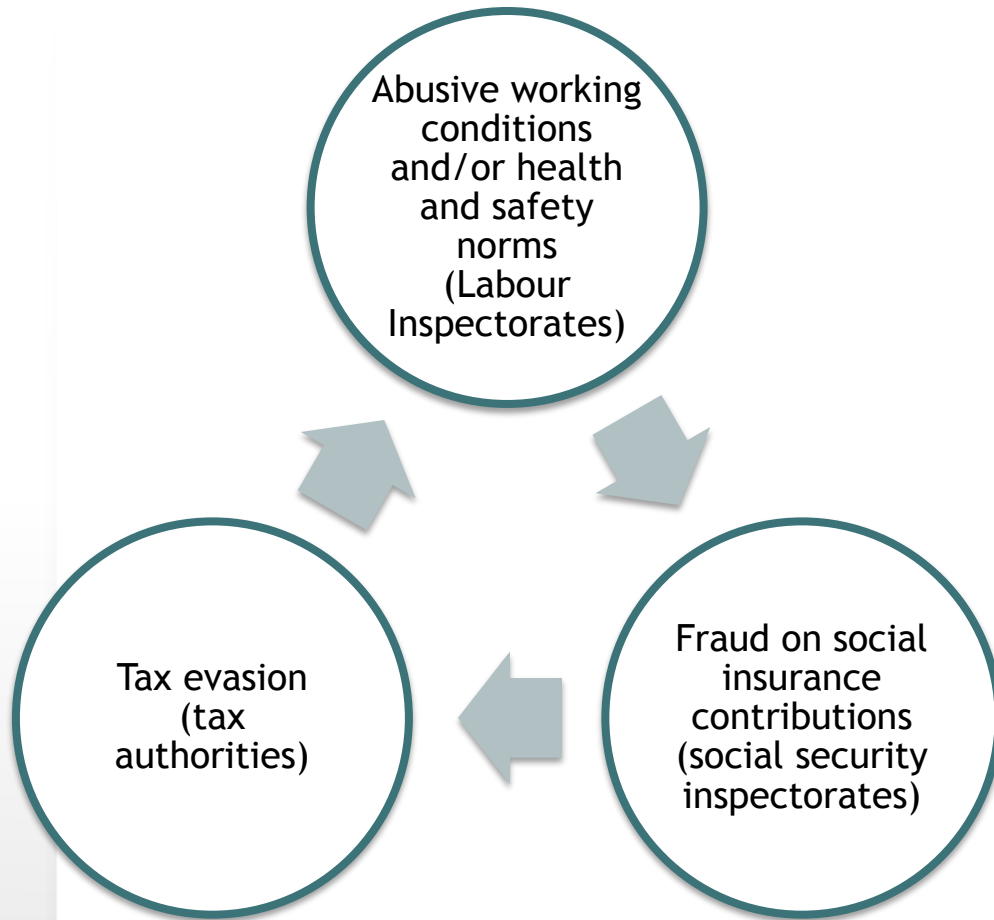 Abusive working
conditions
and/or health
and safety
norms
(Labour
Inspectorates)
Fraud on social
insurance
contributions
(social security
inspectorates)
Tax evasion
(tax
authorities)